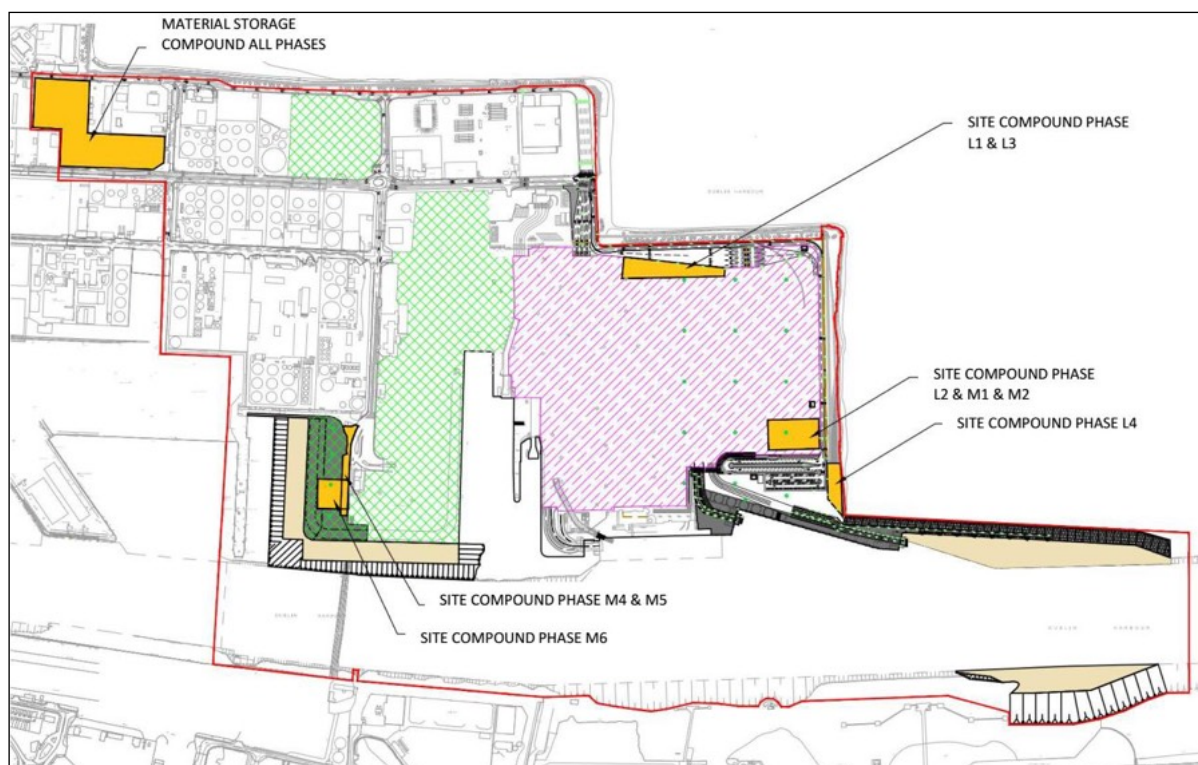 MATERIAL STORAGE
COMPOUND ALL PHASES
SITE COMPOUND PHASE
L1 & L3
SITE COMPOUND PHASE
L2 & M1 & M2
SITE COMPOUND PHASE L4
SITE COMPOUND PHASE M4 & M5
SITE COMPOUND PHASE M6